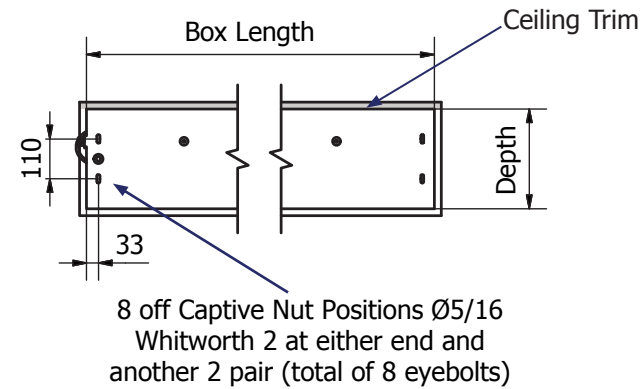 Ceiling Trim
Box Length
110
Depth
33
8 off Captive Nut Positions Ø5/16
Whitworth 2 at either end and
another 2 pair (total of 8 eyebolts)